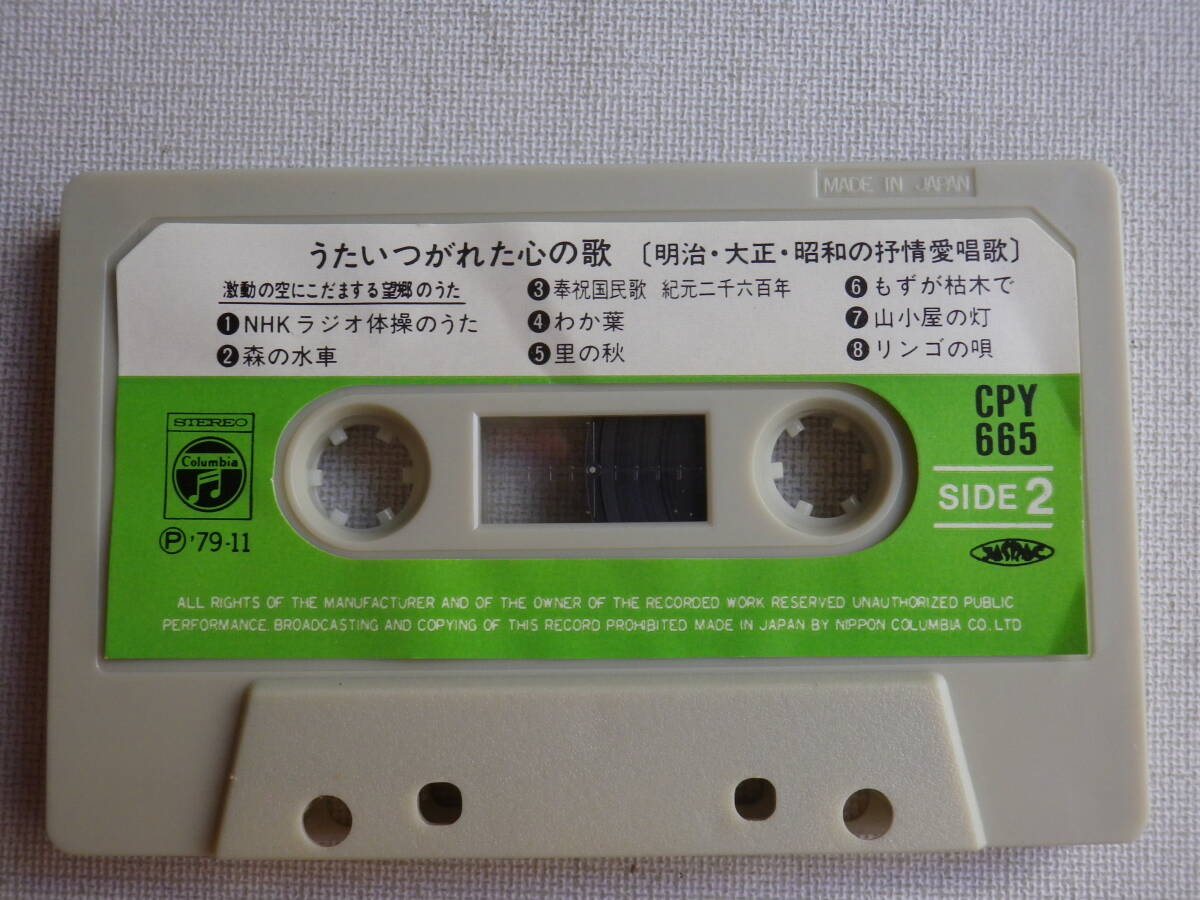 MADE IN JAPAN
うたいつがれた心の歌 〔明治・大正・昭和の抒情愛唱歌〕
激動の空にこだまする望郷のうた
❶NHKラジオ体操のうた
❷森の水車
❸奉祝国民歌 紀元二千六百年
❹わか葉
❺里の秋
❻もずが枯木で
❼山小屋の灯
❽リンゴの唄
STEREO
Columbia
Ⓟ'79-11
CPY
665
SIDE 2
JASRAC
ALL RIGHTS OF THE MANUFACTURER AND OF THE OWNER OF THE RECORDED WORK RESERVED UNAUTHORIZED PUBLIC
PERFORMANCE. BROADCASTING AND COPYING OF THIS RECORD PROHIBITED MADE IN JAPAN BY NIPPON COLUMBIA CO., LTD